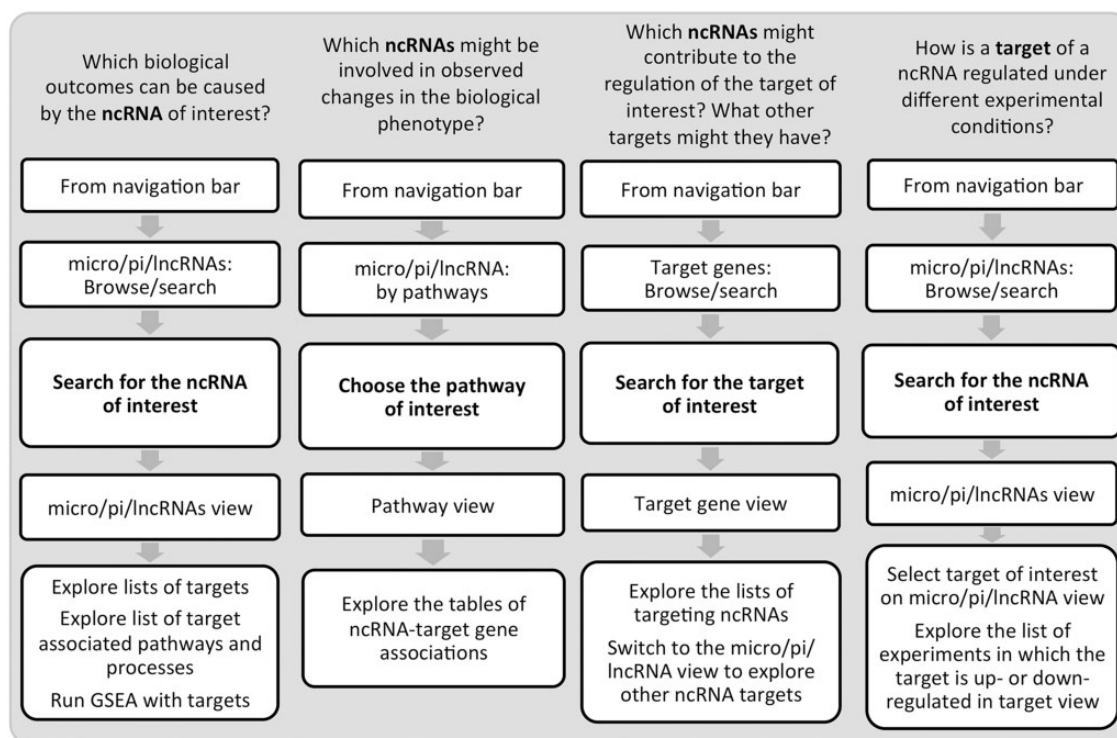 Which biological
outcomes can be caused
by the ncRNA of interest?
From navigation bar
micro/pi/lncRNAs:
Browse/search
Search for the ncRNA
of interest
micro/pi/lncRNAs view
Explore lists of targets
Explore list of target
associated pathways and
processes
Run GSEA with targets
Which ncRNAs might be
involved in observed
changes in the biological
phenotype?
From navigation bar
micro/pi/lncRNA:
by pathways
Choose the pathway
of interest
Pathway view
Explore the tables of
ncRNA-target gene
associations
Which ncRNAs might
contribute to the
regulation of the target of
interest? What other
targets might they have?
From navigation bar
Target genes:
Browse/search
Search for the target
of interest
Target gene view
Explore the lists of
targeting ncRNAs
Switch to the micro/pi/
lncRNA view to explore
other ncRNA targets
How is a target of a
ncRNA regulated under
different experimental
conditions?
From navigation bar
micro/pi/lncRNAs:
Browse/search
Search for the ncRNA
of interest
micro/pi/lncRNAs view
Select target of interest
on micro/pi/lncRNA view
Explore the list of
experiments in which the
target is up- or down-
regulated in target view